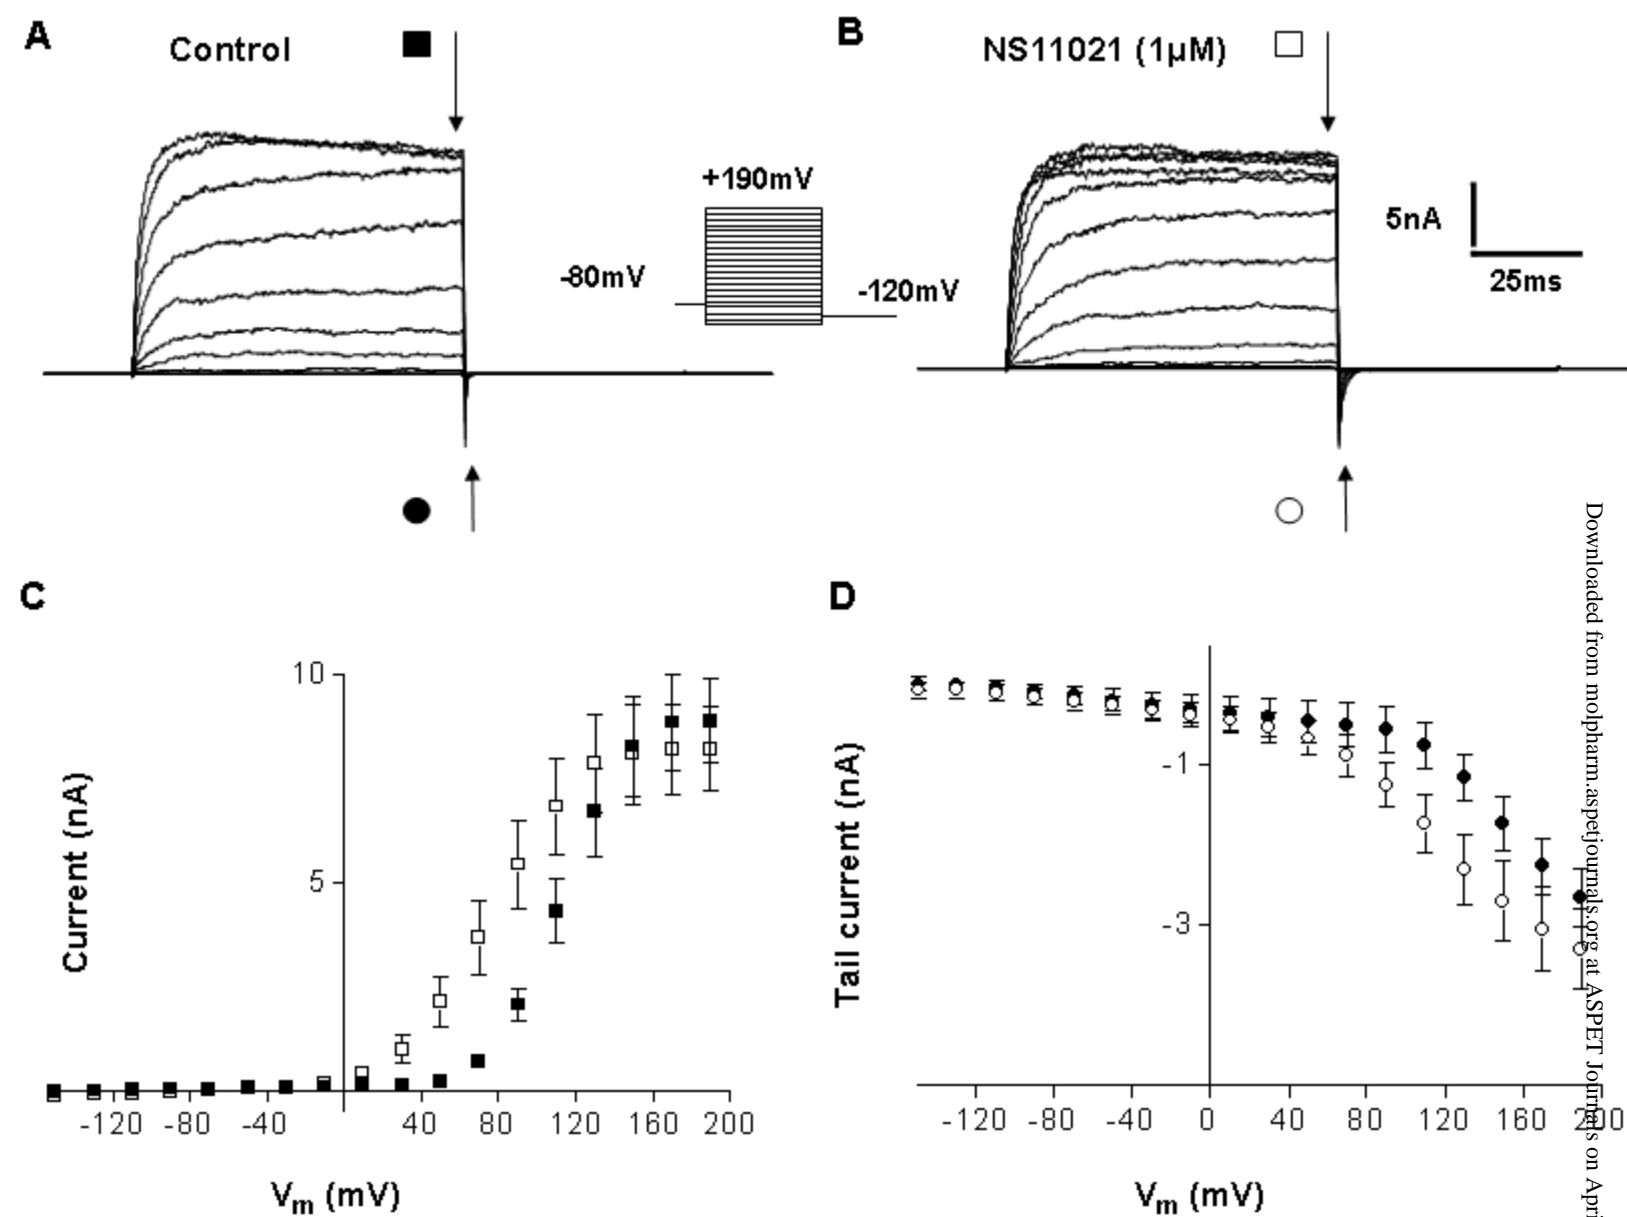 A
Control
B
NS11021 (1µM)
+190mV
-80mV
-120mV
5nA
25ms
C
Current (nA)
10
5
-120 -80 -40 40 80 120 160 200
Vm (mV)
D
Tail current (nA)
-1
-3
-120 -80 -40 0 40 80 120 160 200
Vm (mV)
Downloaded from molpharm.aspetjournals.org at ASPET Journals on